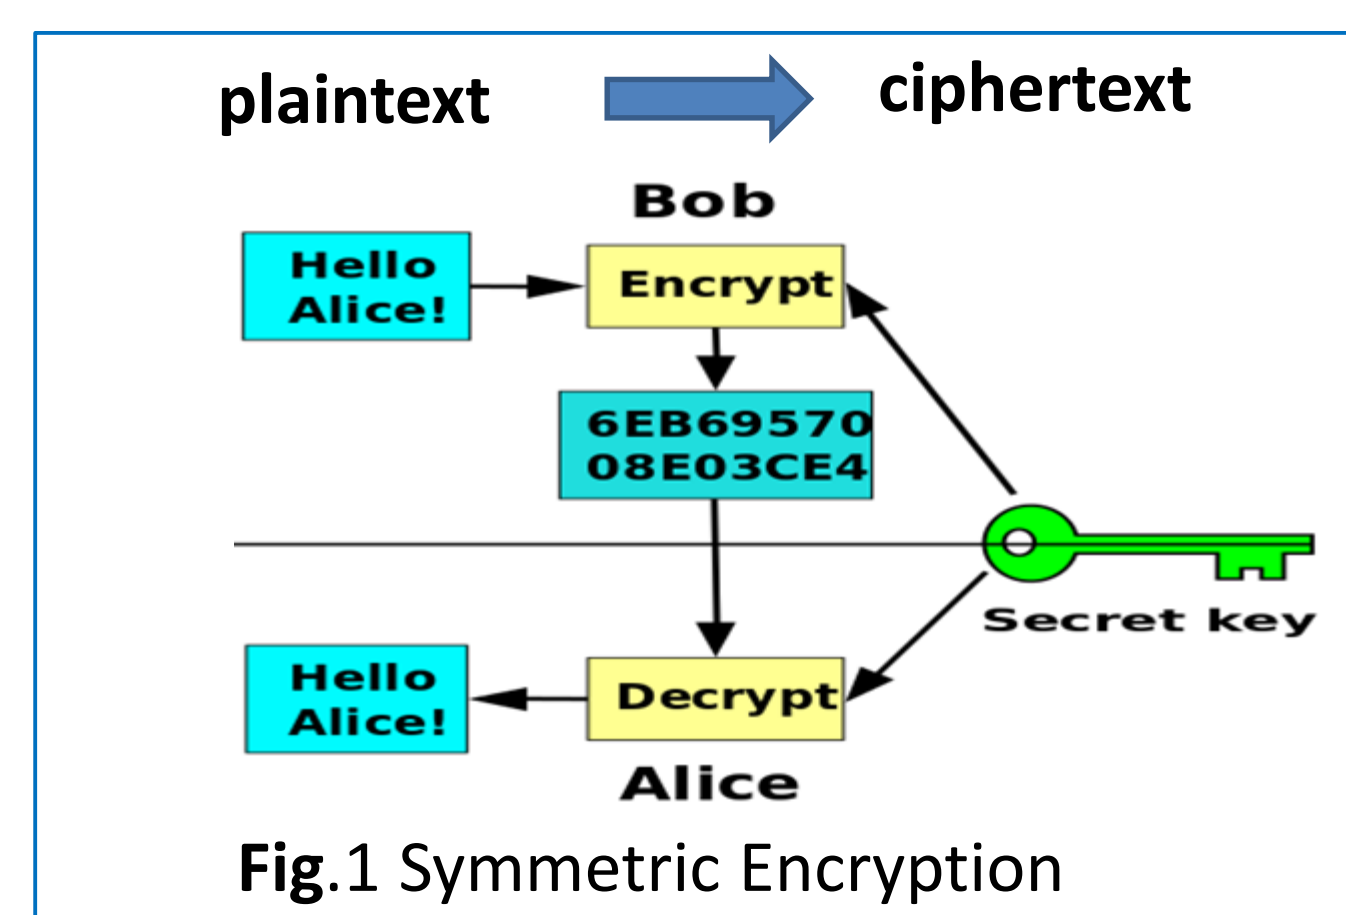 plaintext ciphertext
Bob
Hello
Alice!
Encrypt
6EB69570
08E03CE4
Secret key
Hello
Alice!
Decrypt
Alice
Fig.1 Symmetric Encryption